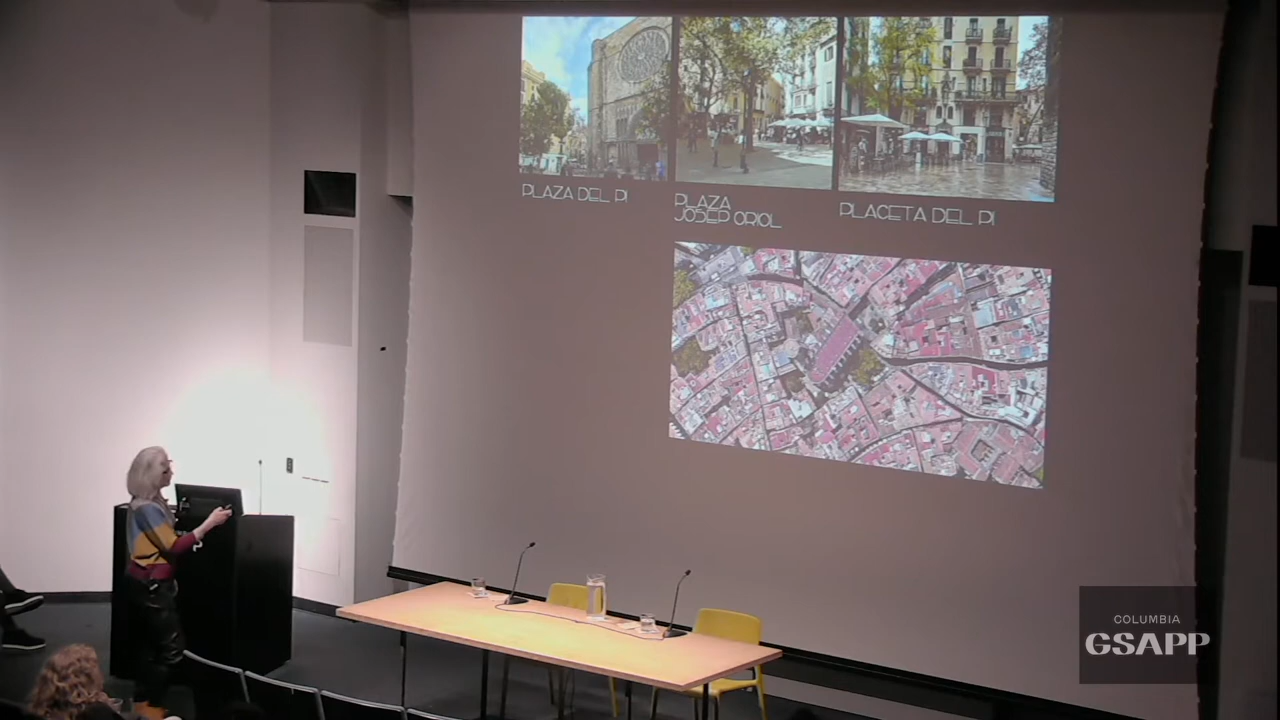 PLAZA DEL PI
PLAZA
JOSEP ORIOL
PLACETA DEL PI
COLUMBIA
GSAPP